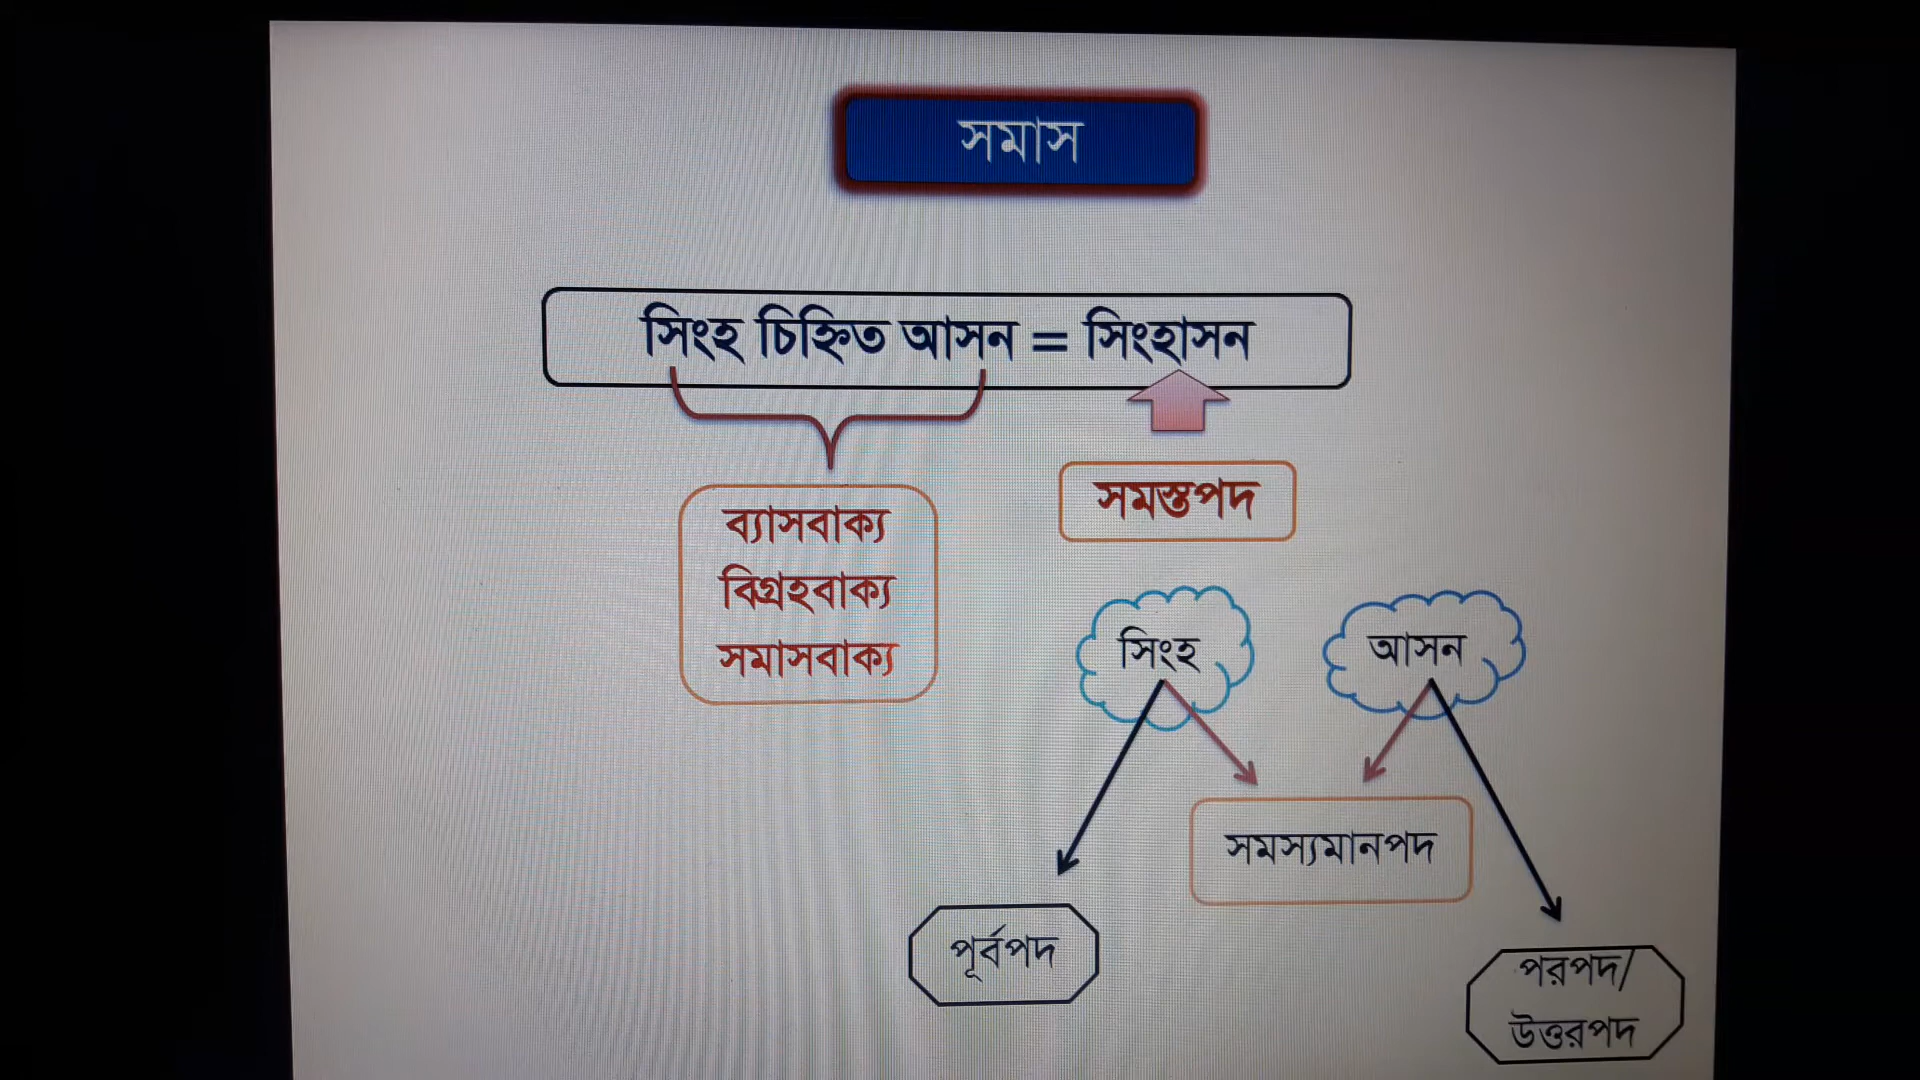 সমাস
সিংহ চিহ্নিত আসন = সিংহাসন
ব্যাসবাক্য
বিগ্রহবাক্য
সমাসবাক্য
সমস্তপদ
সিংহ
আসন
সমস্যমানপদ
পূর্বপদ
পরপদ/
উত্তরপদ